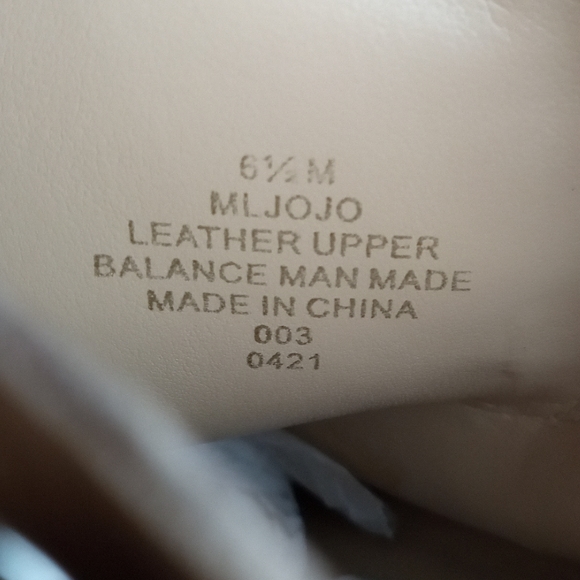 6½ M
MLJOJO
LEATHER UPPER
BALANCE MAN MADE
MADE IN CHINA
003
0421